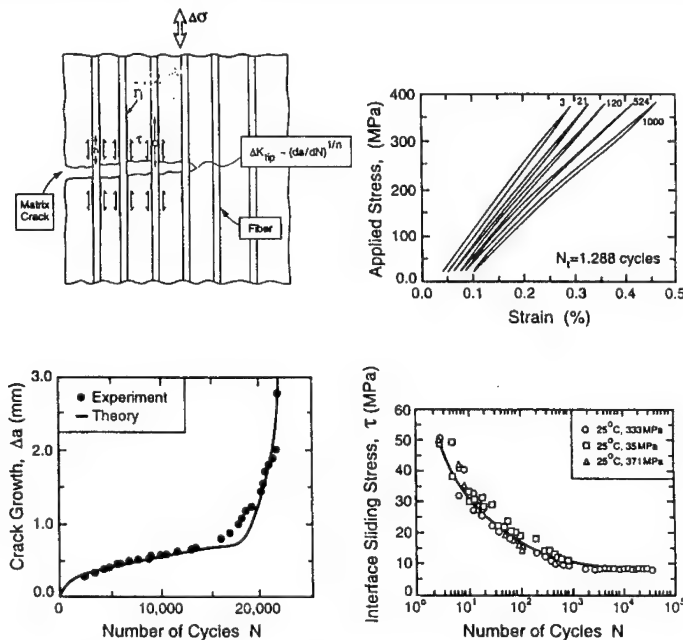 Δσ
τ
ΔK_tip ~ (da/dN)^1/n
Matrix
Crack
Fiber
Applied Stress, (MPa)
400
300
200
100
0.0
3
21
120
524
1000
N_t=1.288 cycles
0.0
0.1
0.2
0.3
0.4
0.5
Strain (%)
Crack Growth, Δa (mm)
3.0
2.0
1.0
0.0
Experiment
Theory
0
10,000
20,000
Number of Cycles N
Interface Sliding Stress, τ (MPa)
60
50
40
30
20
10
0
25°C, 333MPa
25°C, 35MPa
25°C, 371MPa
10^0
10^1
10^2
10^3
10^4
10^5
Number of Cycles N